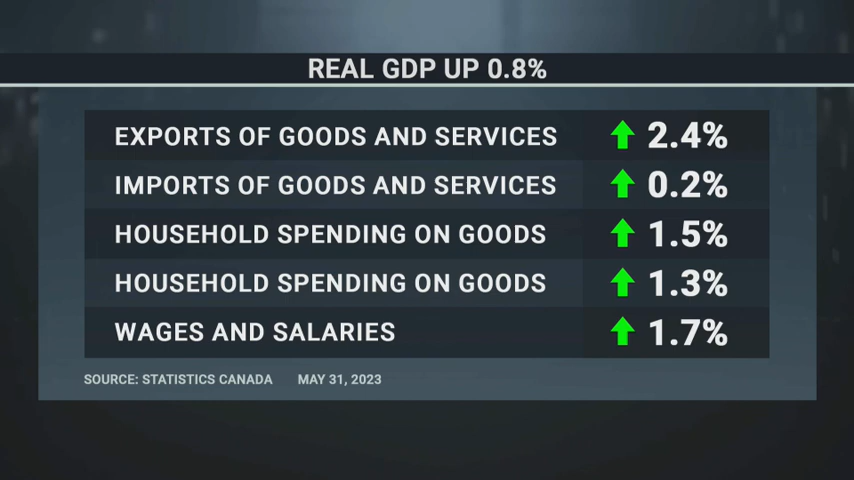 REAL GDP UP 0.8%
EXPORTS OF GOODS AND SERVICES 2.4%
IMPORTS OF GOODS AND SERVICES 0.2%
HOUSEHOLD SPENDING ON GOODS 1.5%
HOUSEHOLD SPENDING ON GOODS 1.3%
WAGES AND SALARIES 1.7%
SOURCE: STATISTICS CANADA MAY 31, 2023